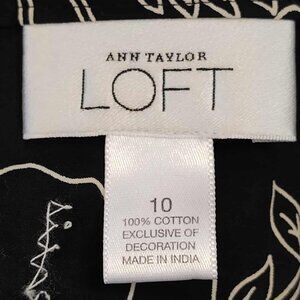 ANN TAYLOR
LOFT
10
100% COTTON
EXCLUSIVE OF
DECORATION
MADE IN INDIA